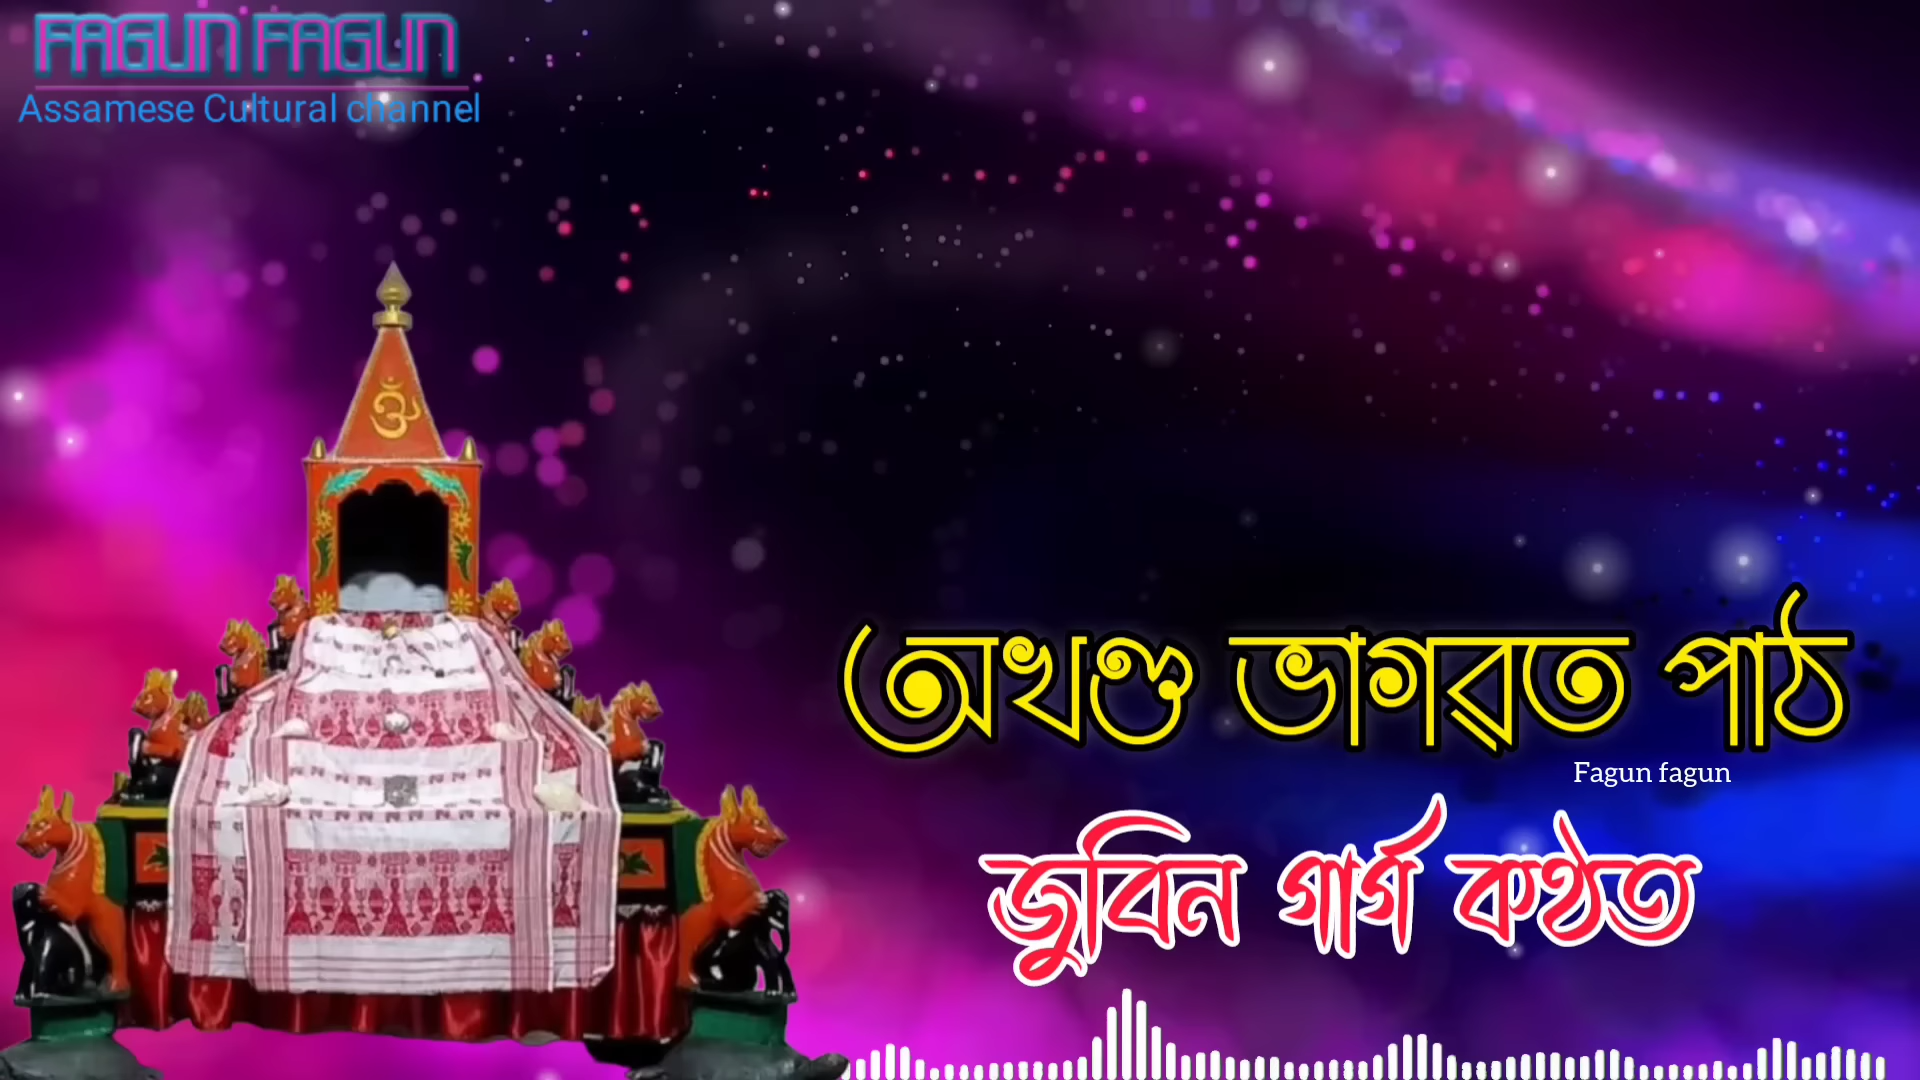 FAGUN FAGUN
Assamese Cultural channel
ॐ
অখণ্ড ভাগৱত পাঠ
Fagun fagun
জুবিন গাৰ্গ কণ্ঠত